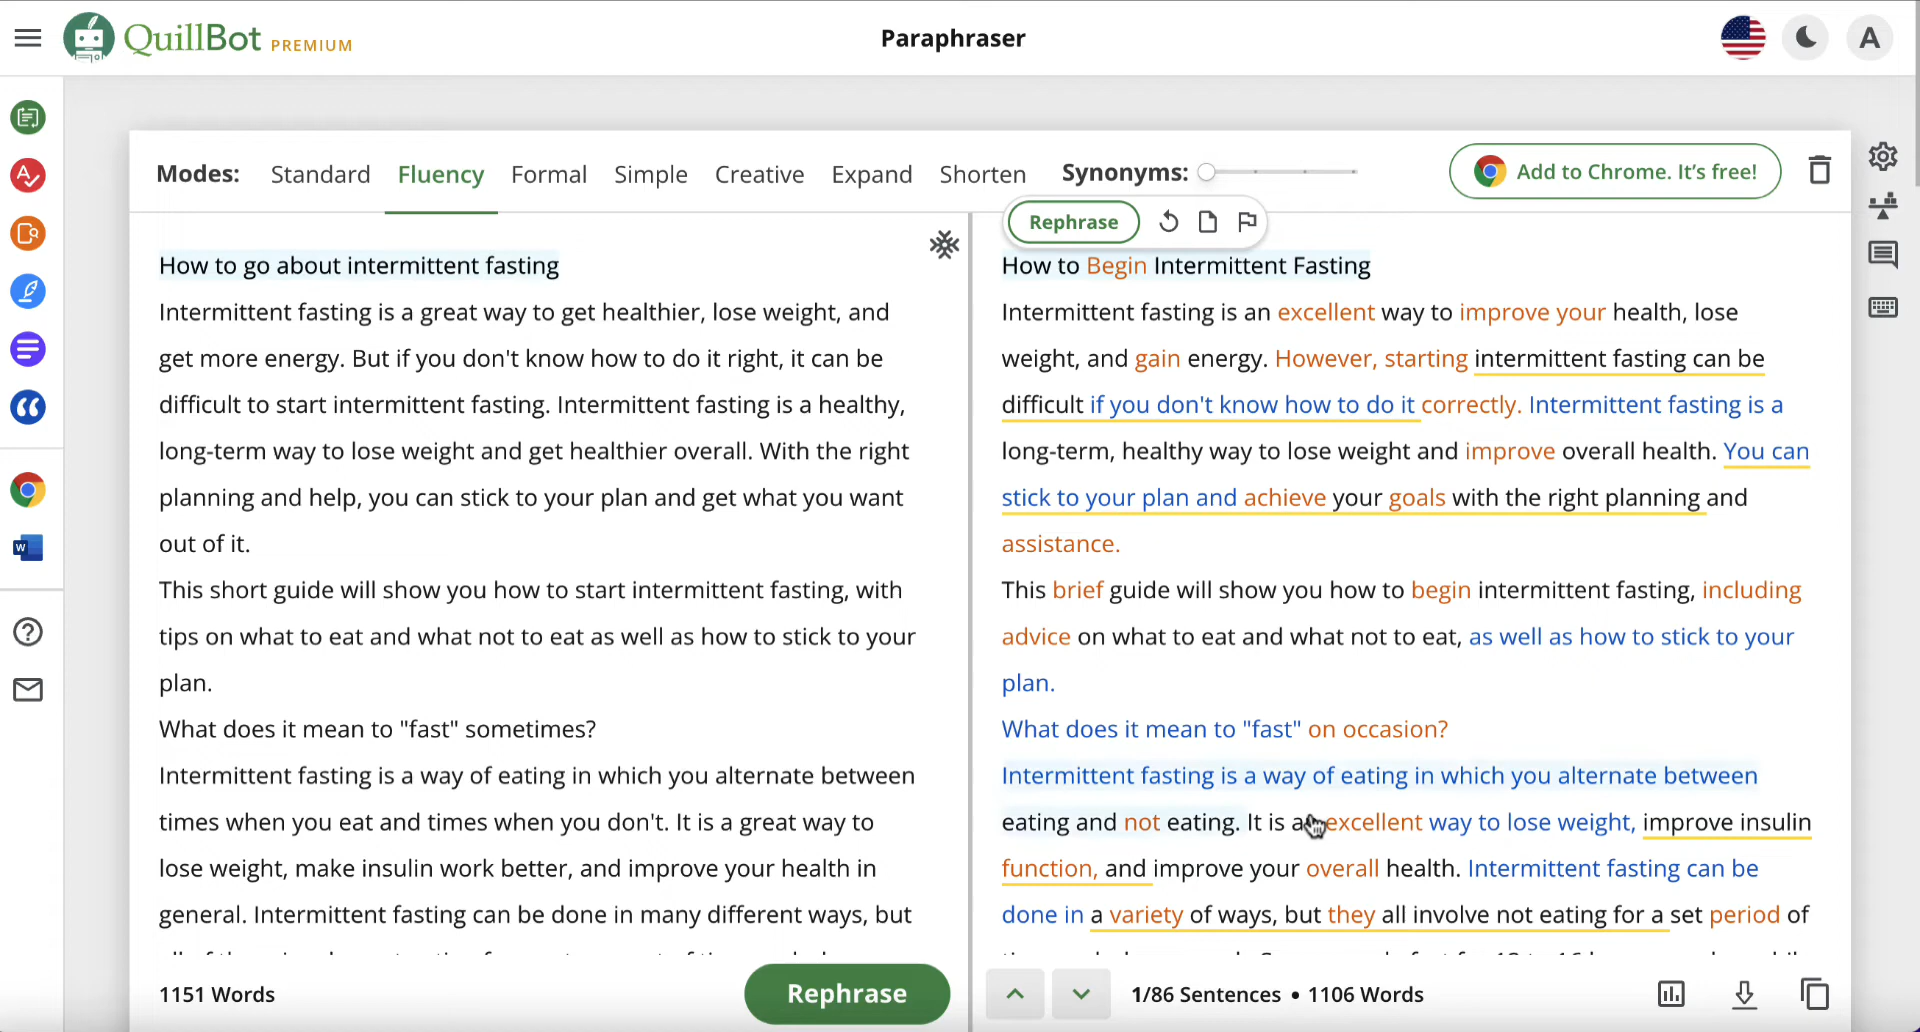 QuillBot PREMIUM
Paraphraser
A
Modes: Standard Fluency Formal Simple Creative Expand Shorten Synonyms:
Add to Chrome. It's free!
Rephrase
How to go about intermittent fasting
Intermittent fasting is a great way to get healthier, lose weight, and
get more energy. But if you don't know how to do it right, it can be
difficult to start intermittent fasting. Intermittent fasting is a healthy,
long-term way to lose weight and get healthier overall. With the right
planning and help, you can stick to your plan and get what you want
out of it.
This short guide will show you how to start intermittent fasting, with
tips on what to eat and what not to eat as well as how to stick to your
plan.
What does it mean to "fast" sometimes?
Intermittent fasting is a way of eating in which you alternate between
times when you eat and times when you don't. It is a great way to
lose weight, make insulin work better, and improve your health in
general. Intermittent fasting can be done in many different ways, but
1151 Words
Rephrase
How to Begin Intermittent Fasting
Intermittent fasting is an excellent way to improve your health, lose
weight, and gain energy. However, starting intermittent fasting can be
difficult if you don't know how to do it correctly. Intermittent fasting is a
long-term, healthy way to lose weight and improve overall health. You can
stick to your plan and achieve your goals with the right planning and
assistance.
This brief guide will show you how to begin intermittent fasting, including
advice on what to eat and what not to eat, as well as how to stick to your
plan.
What does it mean to "fast" on occasion?
Intermittent fasting is a way of eating in which you alternate between
eating and not eating. It is excellent way to lose weight, improve insulin
function, and improve your overall health. Intermittent fasting can be
done in a variety of ways, but they all involve not eating for a set period of
1/86 Sentences • 1106 Words